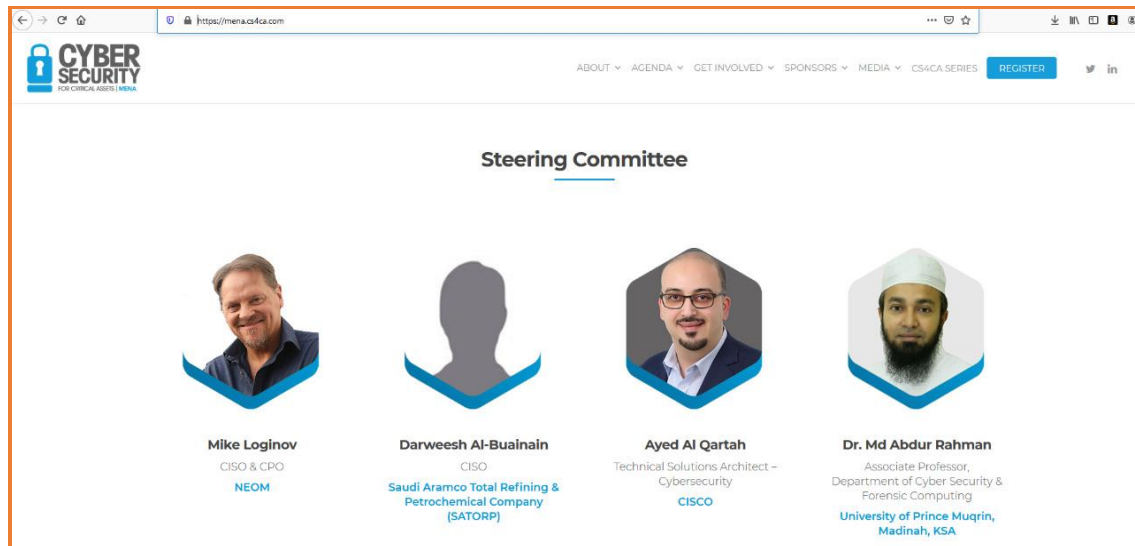 https://mena.cs4ca.com
CYBER
SECURITY
FOR CRITICAL ASSETS | MENA
ABOUT AGENDA GET INVOLVED SPONSORS MEDIA CS4CA SERIES REGISTER
Steering Committee
Mike Loginov
CISO & CPO
NEOM
Darweesh Al-Buainain
CISO
Saudi Aramco Total Refining &
Petrochemical Company
(SATORP)
Ayed Al Qartah
Technical Solutions Architect –
Cybersecurity
CISCO
Dr. Md Abdur Rahman
Associate Professor,
Department of Cyber Security &
Forensic Computing
University of Prince Muqrin,
Madinah, KSA